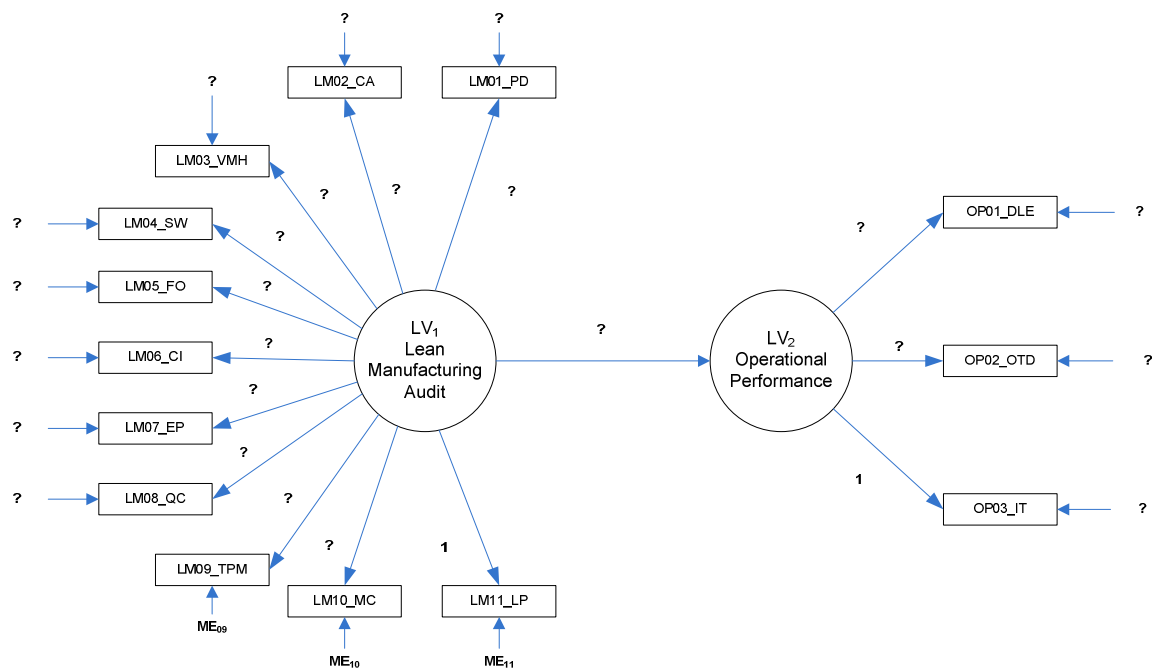 ?
?
LM02_CA
LM01_PD
?
LM03_VMH
?
?
?
?
LM04_SW
?
OP01_DLE
?
?
?
LM05_FO
?
LV₁
Lean
Manufacturing
Audit
?
LV₂
Operational
Performance
?
LM06_CI
?
?
OP02_OTD
?
?
LM07_EP
?
?
LM08_QC
?
?
1
OP03_IT
?
LM09_TPM
?
1
LM10_MC
LM11_LP
ME₀₉
ME₁₀
ME₁₁